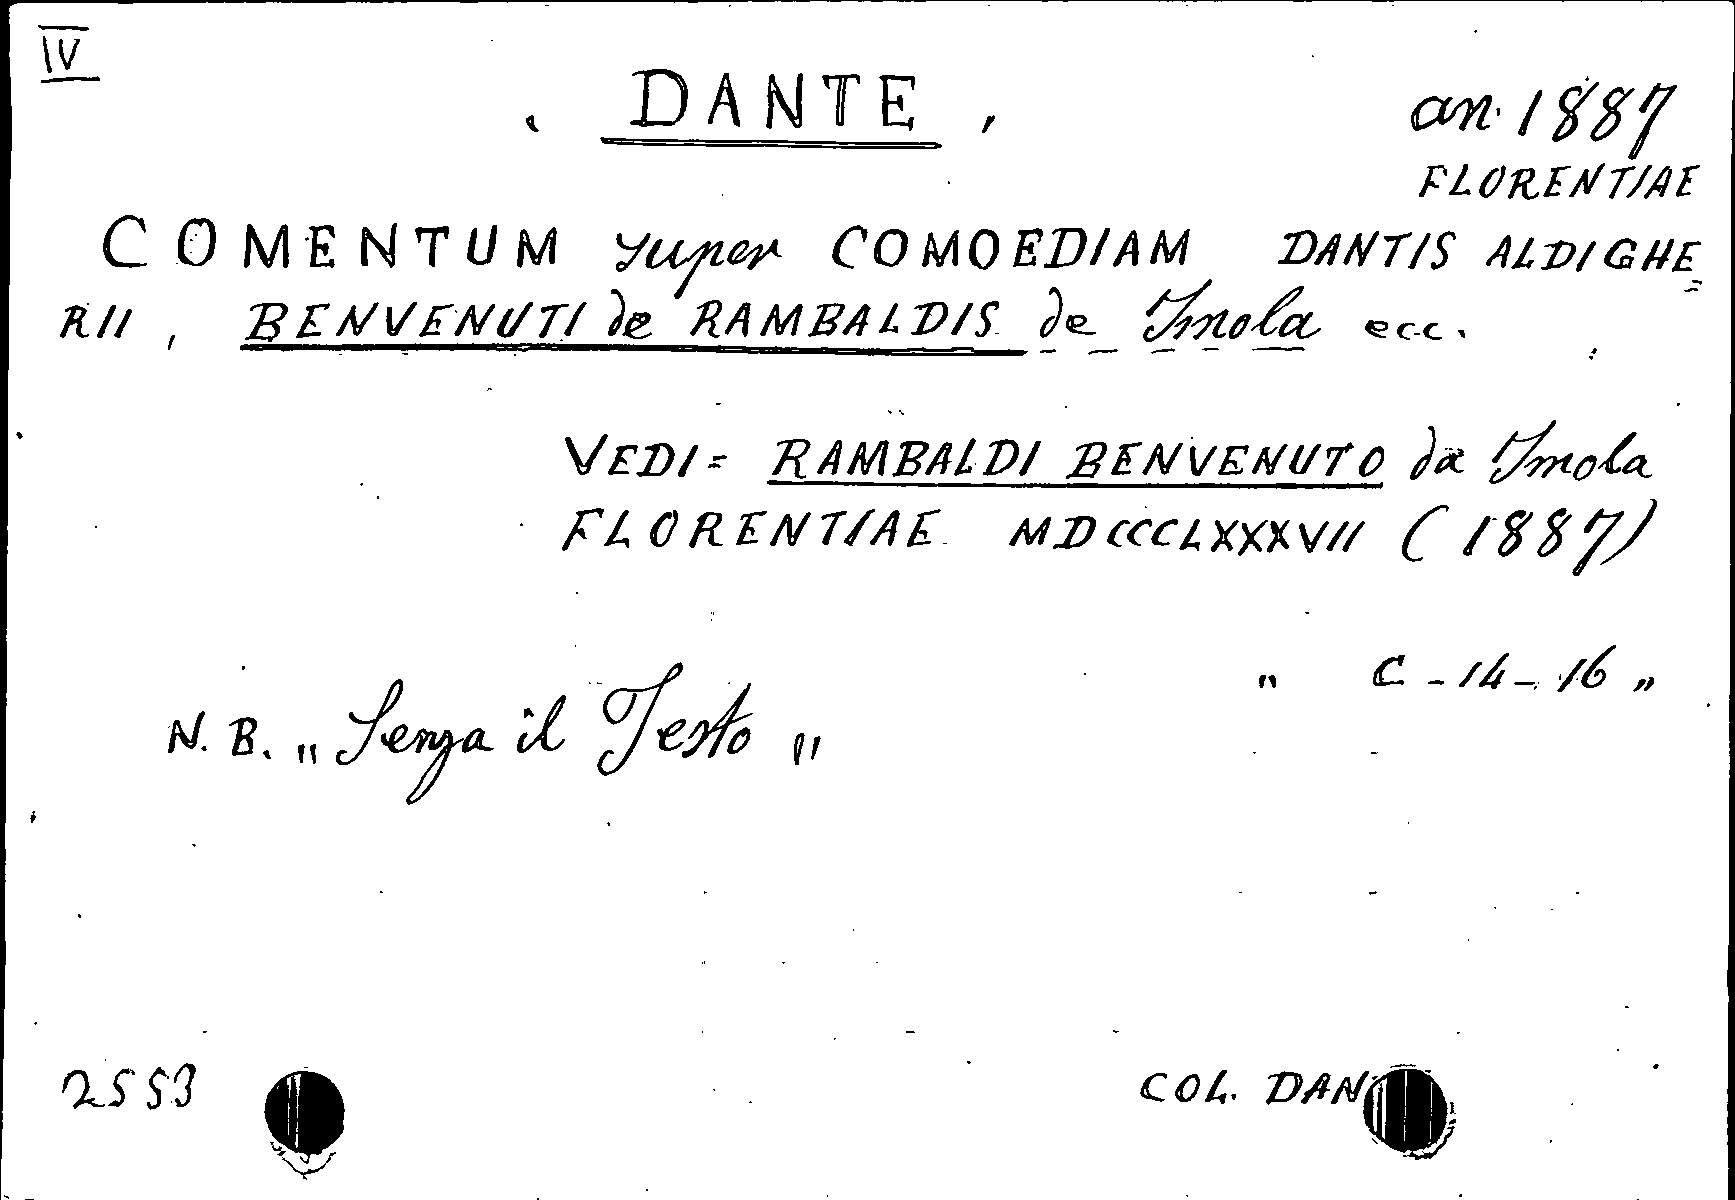 IV
DANTE
an. 1887
FLORENTIAE
COMENTUM super COMOEDIAM DANTIS ALDIGHE=
RII, BENVENUTI de RAMBALDIS de Imola ecc.
VEDI= RAMBALDI BENVENUTO da Imola
FLORENTIAE MDCCCLXXXVII (1887)
" C - 14 - 16 "
N. B. "Senza il Testo"
2553
COL. DAN